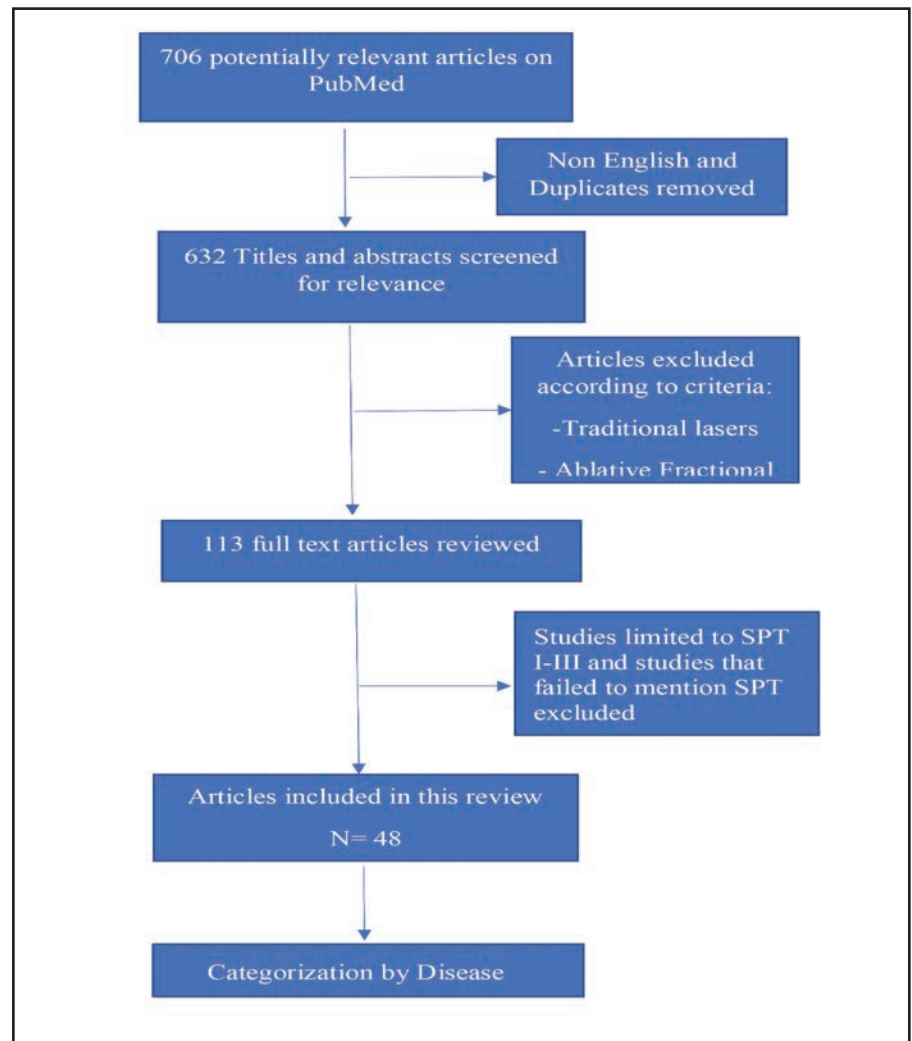 706 potentially relevant articles on
PubMed
Non English and
Duplicates removed
632 Titles and abstracts screened
for relevance
Articles excluded
according to criteria:
-Traditional lasers
- Ablative Fractional
113 full text articles reviewed
Studies limited to SPT
I-III and studies that
failed to mention SPT
excluded
Articles included in this review
N= 48
Categorization by Disease